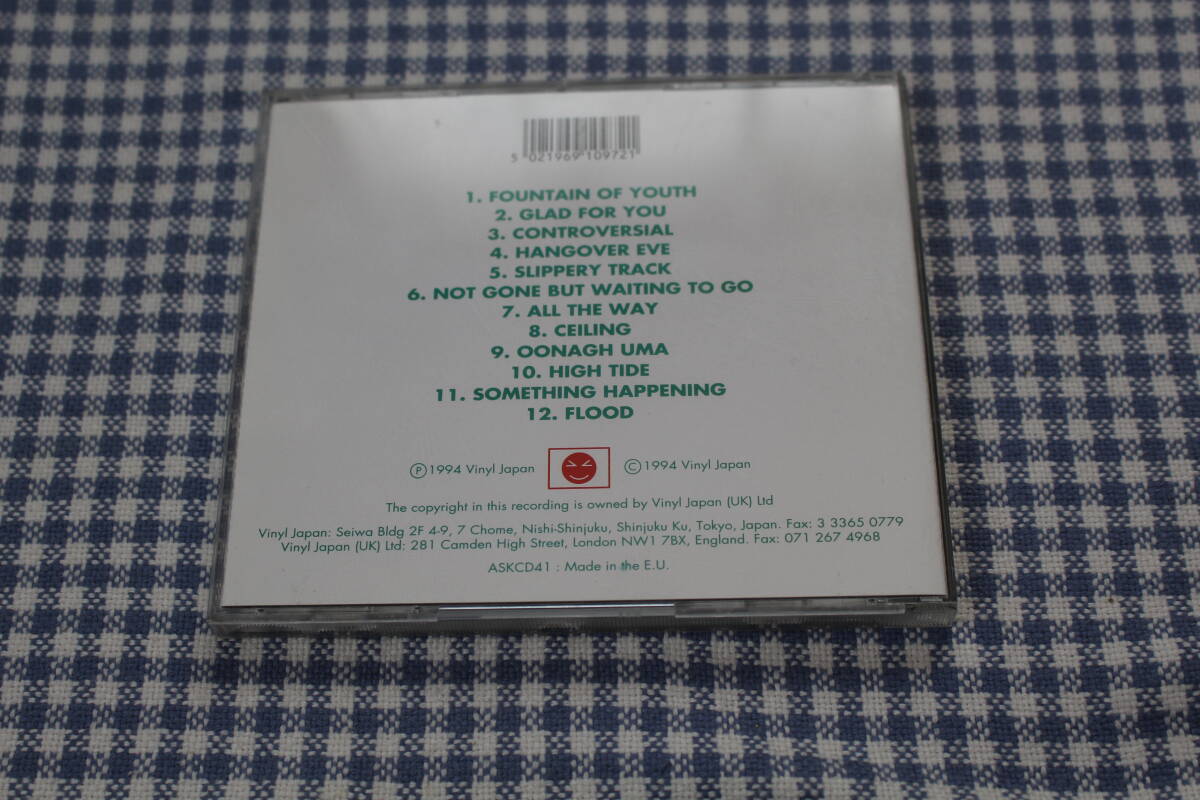 5 021969 109721
1. FOUNTAIN OF YOUTH
2. GLAD FOR YOU
3. CONTROVERSIAL
4. HANGOVER EVE
5. SLIPPERY TRACK
6. NOT GONE BUT WAITING TO GO
7. ALL THE WAY
8. CEILING
9. OONAGH UMA
10. HIGH TIDE
11. SOMETHING HAPPENING
12. FLOOD
℗ 1994 Vinyl Japan © 1994 Vinyl Japan
The copyright in this recording is owned by Vinyl Japan (UK) Ltd
Vinyl Japan: Seiwa Bldg 2F 4-9, 7 Chome, Nishi-Shinjuku, Shinjuku Ku, Tokyo, Japan. Fax: 3 3365 0779
Vinyl Japan (UK) Ltd: 281 Camden High Street, London NW1 7BX, England. Fax: 071 267 4968
ASKCD41 : Made in the E.U.